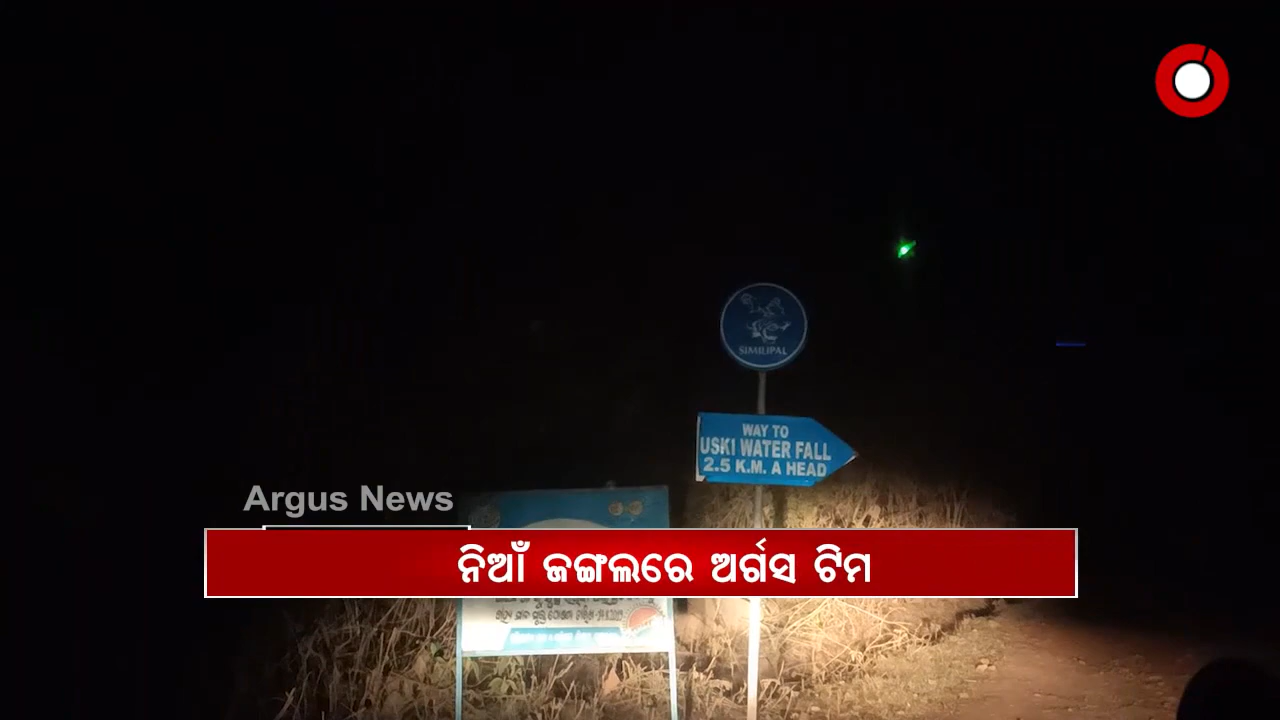 SIMILIPAL
WAY TO
USKI WATER FALL
2.5 K.M. A HEAD
Argus News
ନିଆଁ ଜଙ୍ଗଲରେ ଅର୍ଗସ ଟିମ